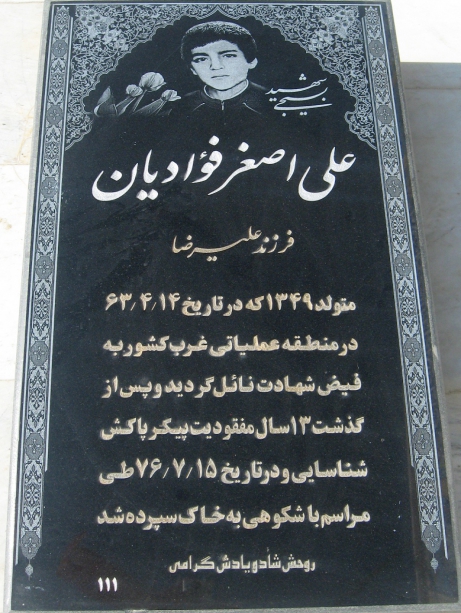 شهید
بسیجی
علی اصغر فؤادیان
فرزند علیرضا
متولد ۱۳۴۹ که در تاریخ ۶۳٫۴٫۱۴
در منطقه عملیاتی غرب کشور به
فیض شهادت نائل گردید و پس از
گذشت ۱۳ سال مفقودیت پیکر پاکش
شناسایی و در تاریخ ۷۶٫۷٫۱۵ طی
مراسم باشکوهی به خاک سپرده شد
روحش شاد و یادش گرامی
۱۱۱